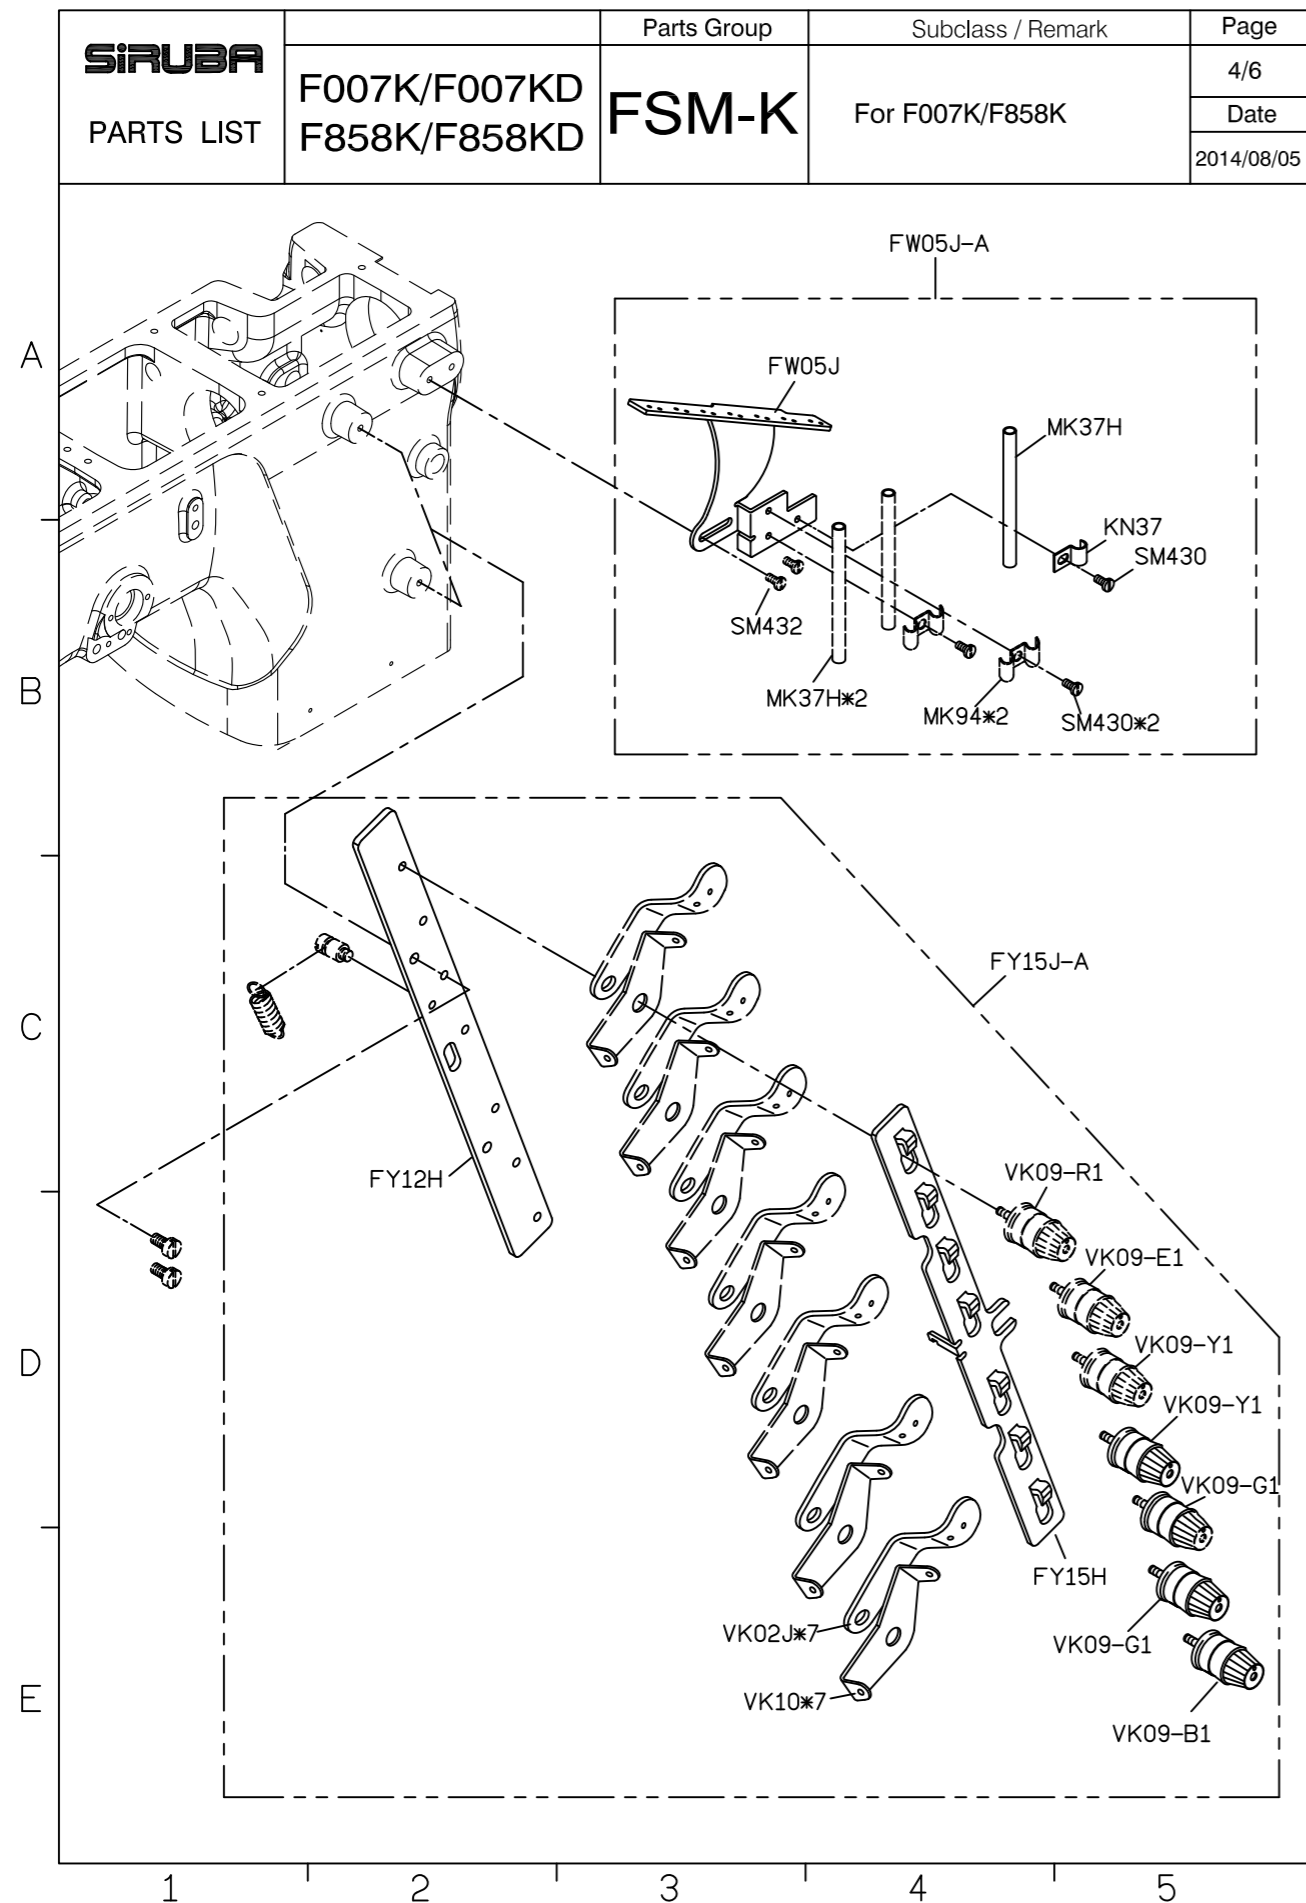 SiRUBA
PARTS LIST
F007K/F007KD
F858K/F858KD
Parts Group
FSM-K
Subclass / Remark
For F007K/F858K
Page
4/6
Date
2014/08/05
FW05J-A
A
FW05J
MK37H
KN37
SM430
SM432
B
MK37H*2
MK94*2
SM430*2
FY15J-A
C
FY12H
VK09-R1
VK09-E1
D
VK09-Y1
VK09-Y1
VK09-G1
FY15H
VK02J*7
VK09-G1
E
VK10*7
VK09-B1
1 2 3 4 5